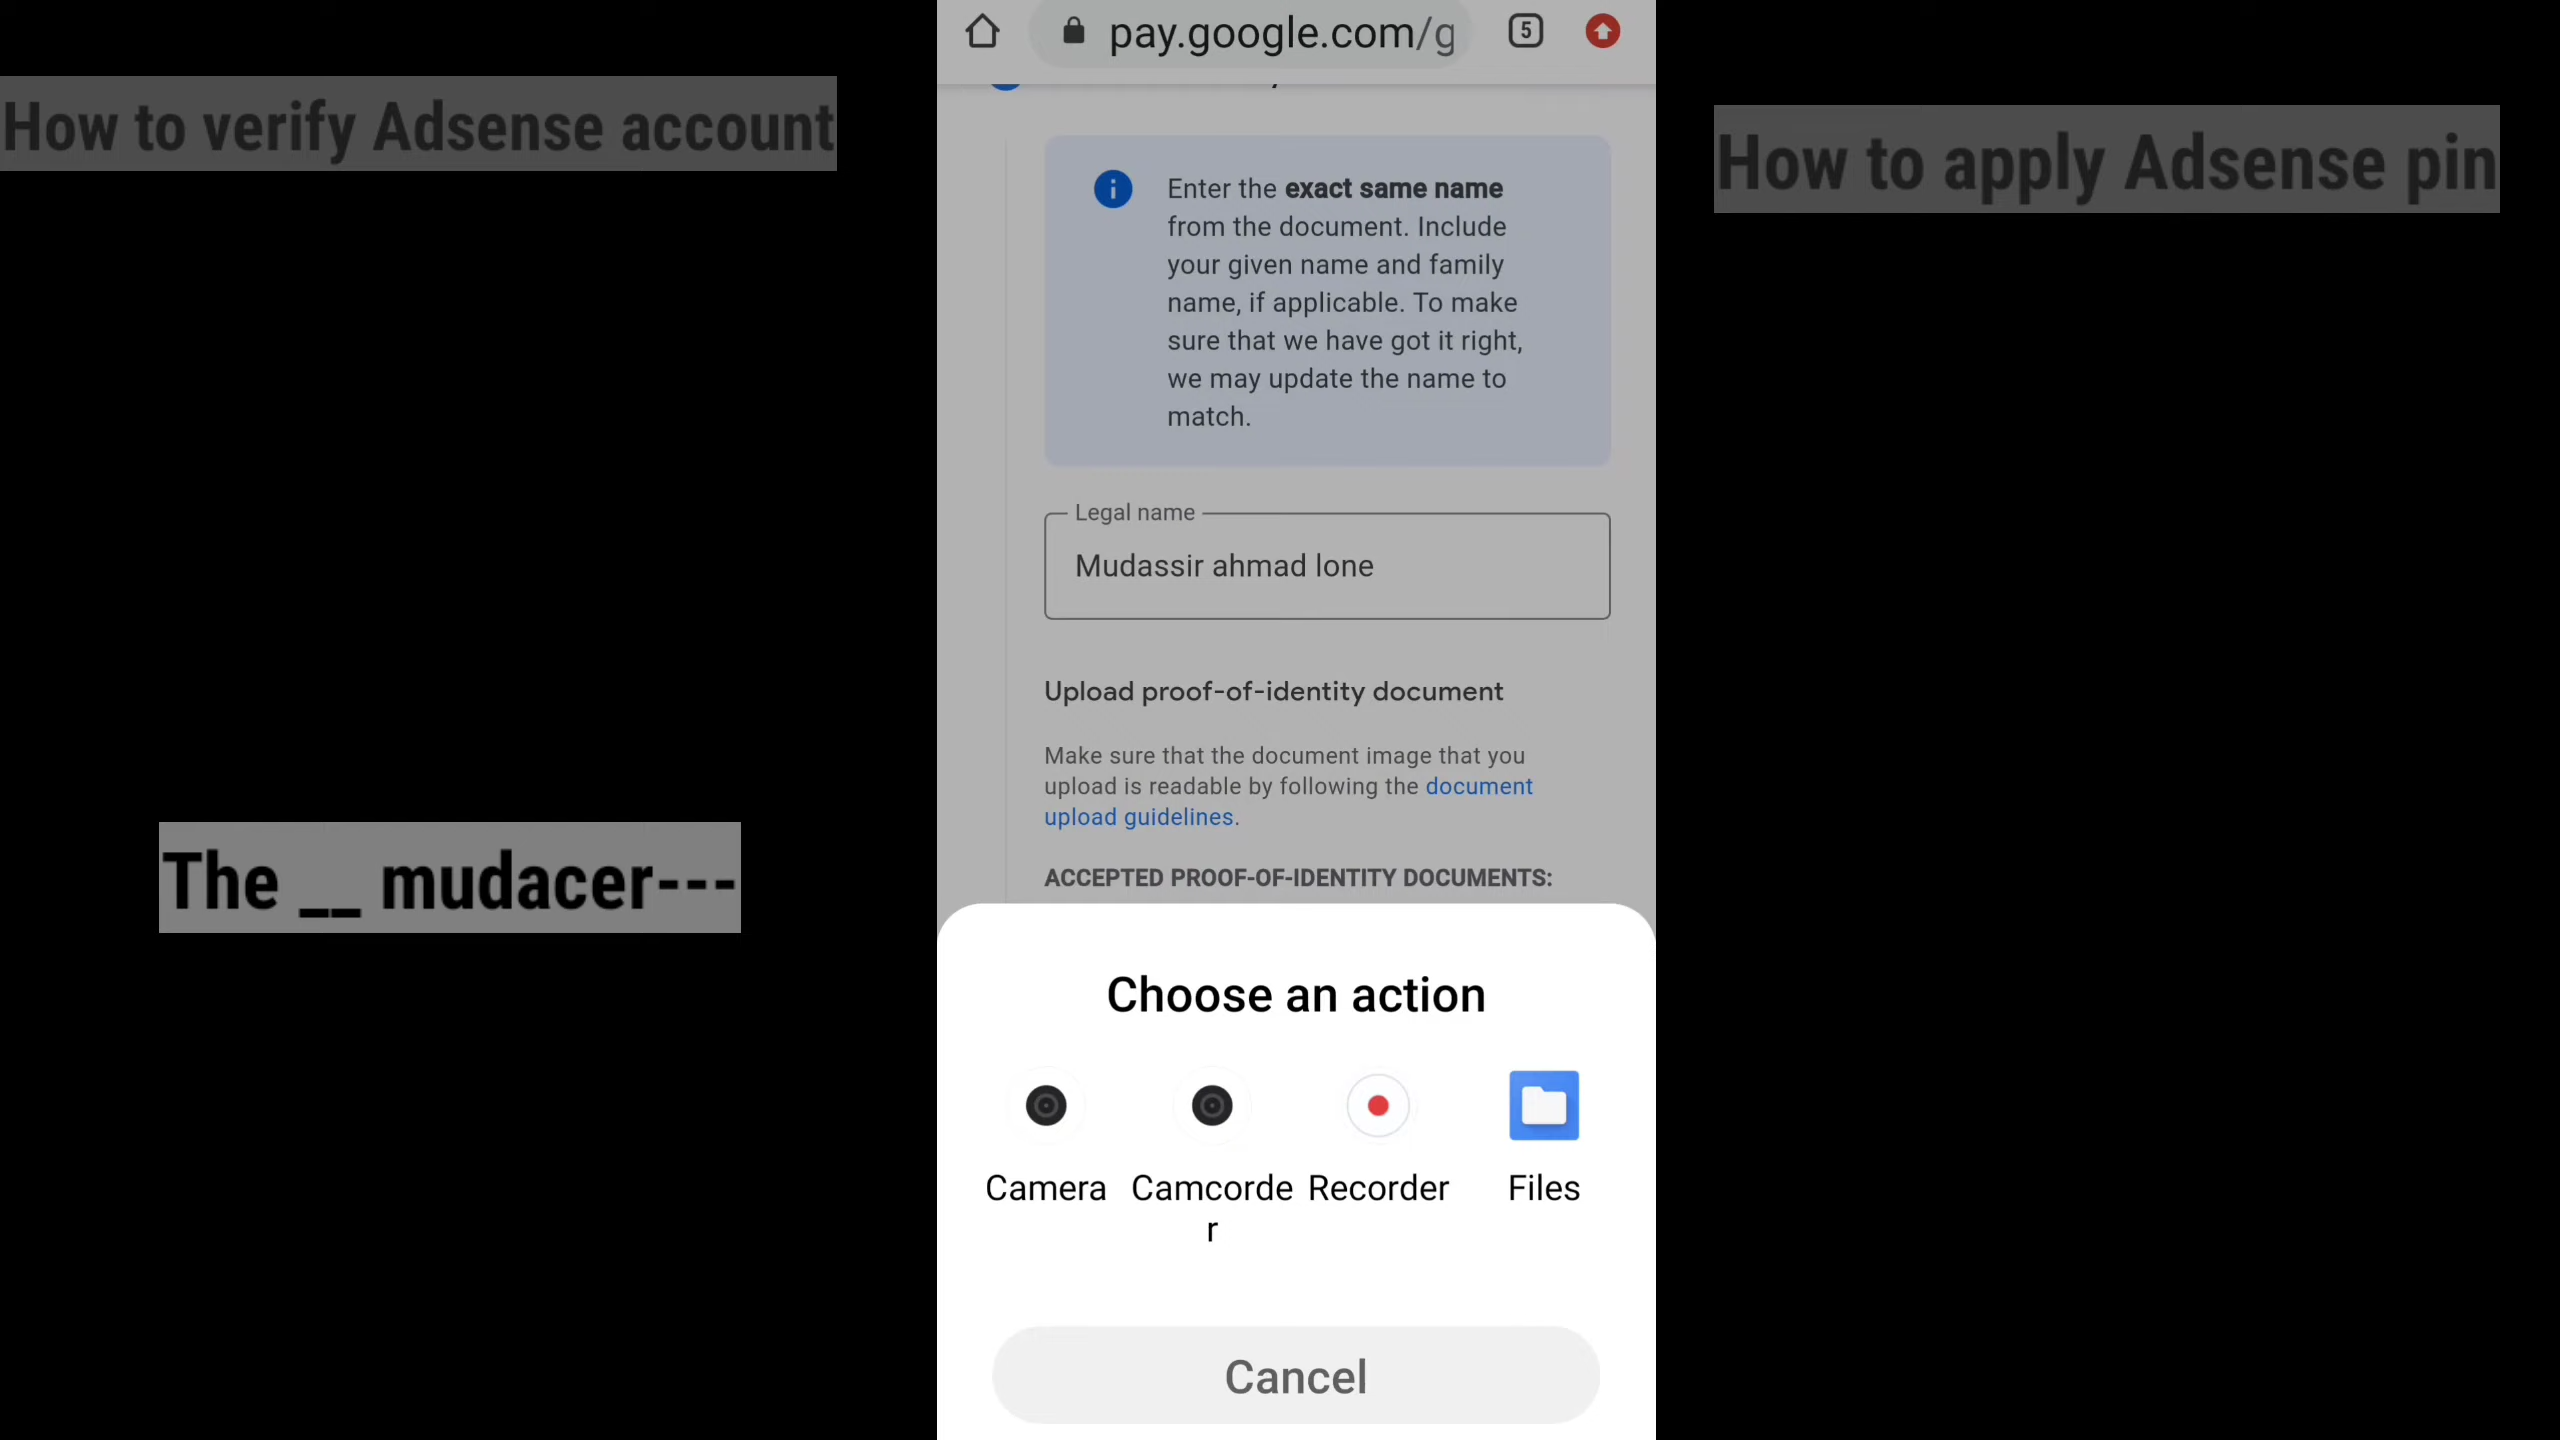 pay.google.com/g
5
How to verify Adsense account
How to apply Adsense pin
Enter the exact same name
from the document. Include
your given name and family
name, if applicable. To make
sure that we have got it right,
we may update the name to
match.
Legal name
Mudassir ahmad lone
Upload proof-of-identity document
Make sure that the document image that you
upload is readable by following the document
upload guidelines.
ACCEPTED PROOF-OF-IDENTITY DOCUMENTS:
The __ mudacer---
Choose an action
Camera
Camcorde
r
Recorder
Files
Cancel